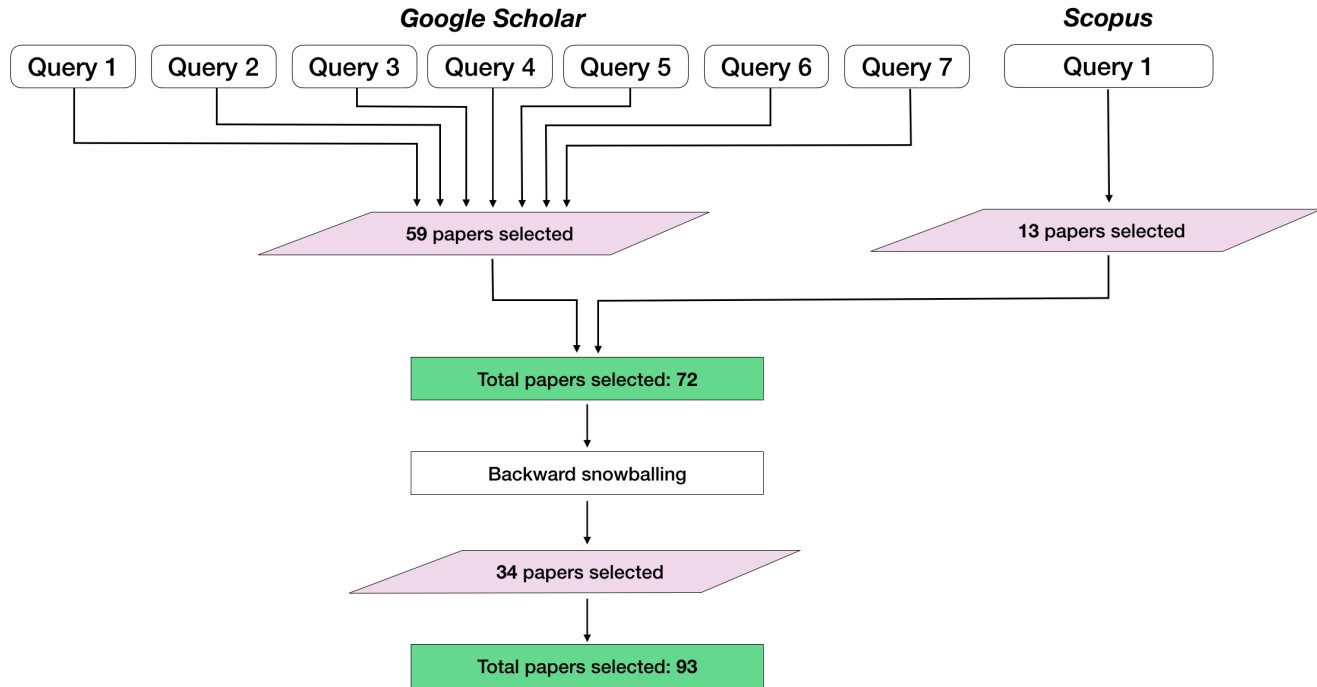 Google Scholar
Scopus
Query 1
Query 2
Query 3
Query 4
Query 5
Query 6
Query 7
Query 1
59 papers selected
13 papers selected
Total papers selected: 72
Backward snowballing
34 papers selected
Total papers selected: 93